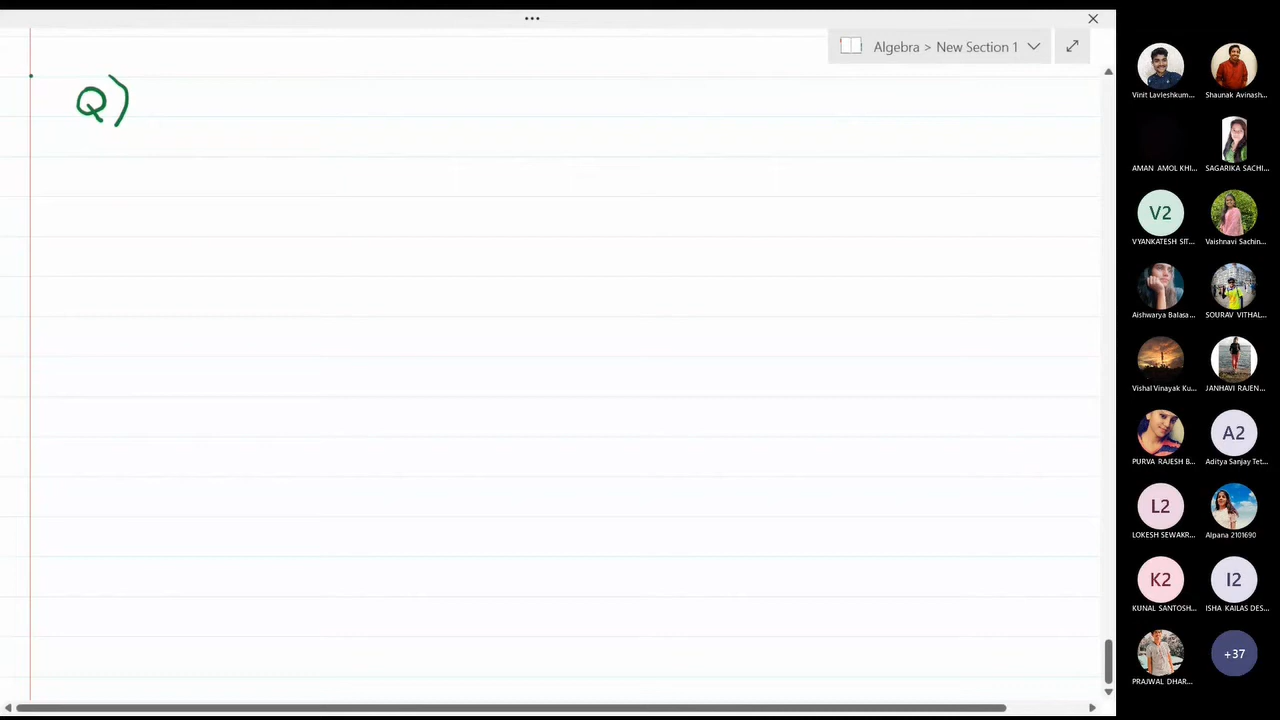 ...
Algebra > New Section 1
Q)
Vinit Lavleshkum...
Shaunak Avinash...
AMAN AMOL KHI...
SAGARIKA SACHI...
V2
VYANKATESH SIT...
Vaishnavi Sachin...
Aishwarya Balasa...
SOURAV VITHAL...
Vishal Vinayak Ku...
JANHAVI RAJEN...
PURVA RAJESH B...
A2
Aditya Sanjay Tet...
L2
LOKESH SEWAKR...
Alpana 2101690
K2
KUNAL SANTOSH...
I2
ISHA KAILAS DES...
PRAJWAL DHAR...
+37